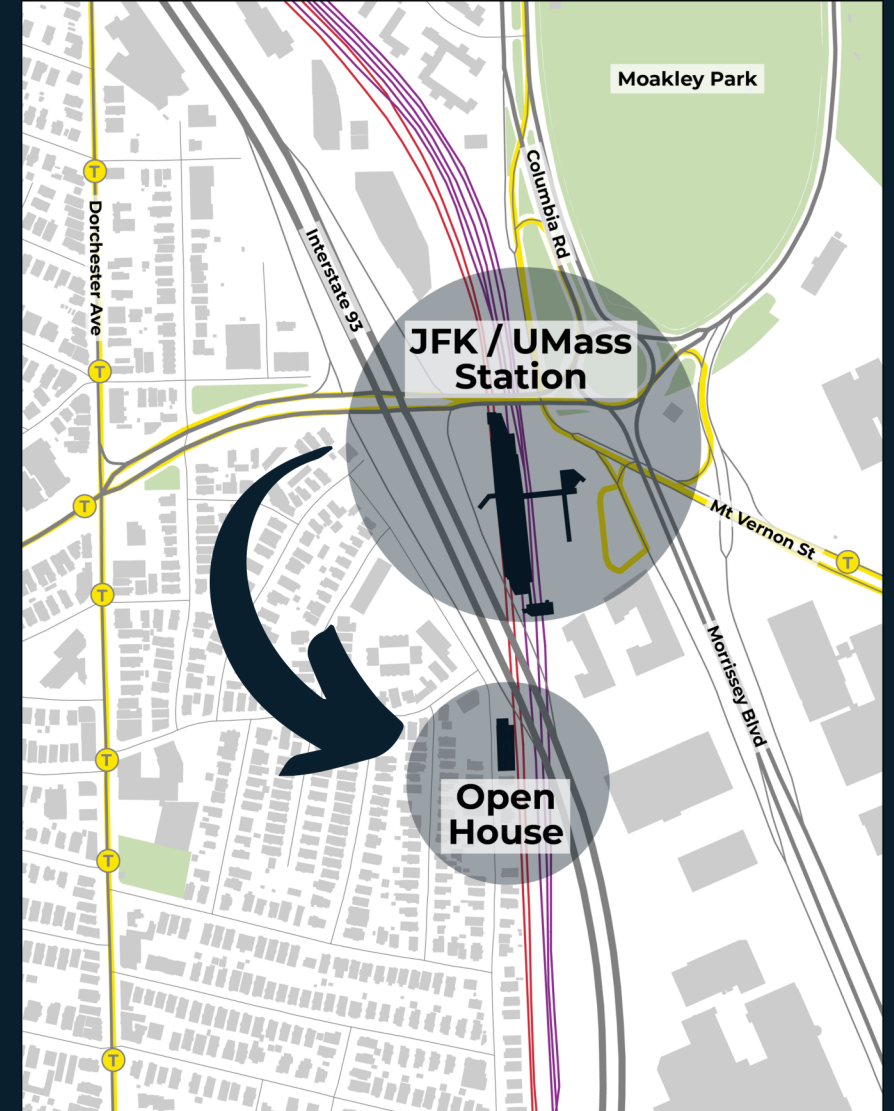 Moakley Park
T
Columbia Rd
Dorchester Ave
Interstate 93
JFK / UMass
Station
T
T
Mt Vernon St
T
T
Morrissey Blvd
T
Open
House
T
T